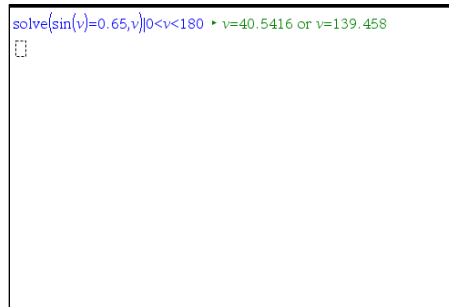 solve(sin(v)=0.65,v)|0<v<180 ▸ v=40.5416 or v=139.458